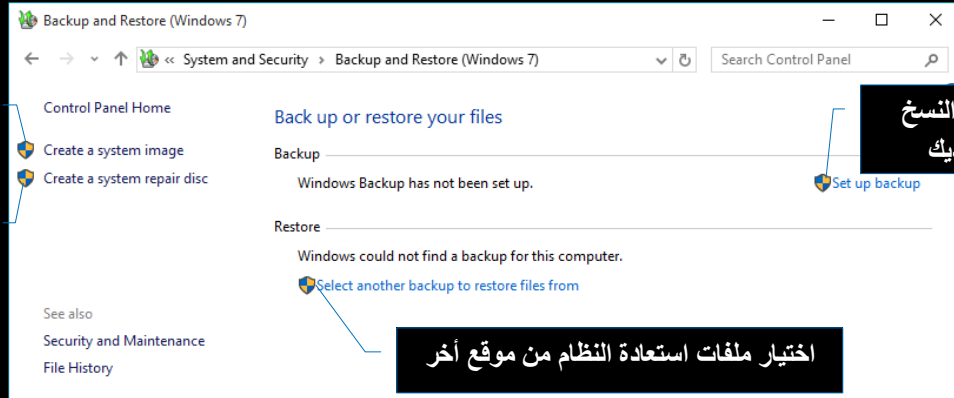 Backup and Restore (Windows 7)
« System and Security › Backup and Restore (Windows 7)
Search Control Panel
Control Panel Home
Create a system image
Create a system repair disc
See also
Security and Maintenance
File History
Back up or restore your files
Backup
Windows Backup has not been set up.
Set up backup
النسخ
Restore
Windows could not find a backup for this computer.
Select another backup to restore files from
اختيار ملفات استعادة النظام من موقع أخر